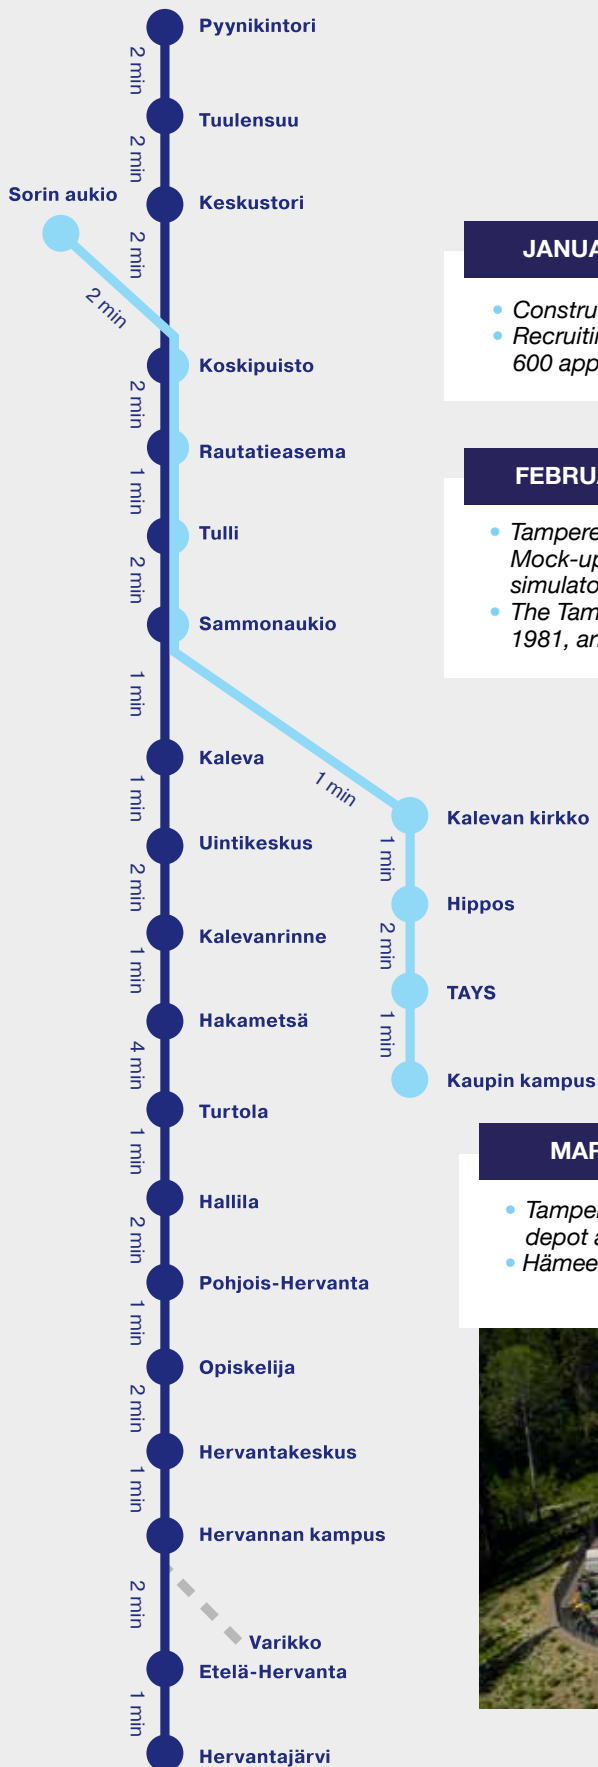 Pyynikintori
2 min
Tuulensuu
2 min
Sorin aukio
Keskustori
2 min
2 min
Koskipuisto
2 min
Rautatieasema
1 min
Tulli
2 min
Sammonaukio
1 min
Kaleva
1 min
1 min
Kalevan kirkko
Uintikeskus
1 min
2 min
Hippos
Kalevanrinne
2 min
1 min
TAYS
Hakametsä
1 min
4 min
Kaupin kampus
Turtola
1 min
Hallila
2 min
Pohjois-Hervanta
1 min
Opiskelija
2 min
Hervantakeskus
1 min
Hervannan kampus
2 min
Varikko
Etelä-Hervanta
1 min
Hervantajärvi
JANUA
• Constru
• Recruitin
600 app
FEBRUA
• Tampere
Mock-up
simulato
• The Tam
1981, an
MAR
• Tamper
depot a
• Hämee